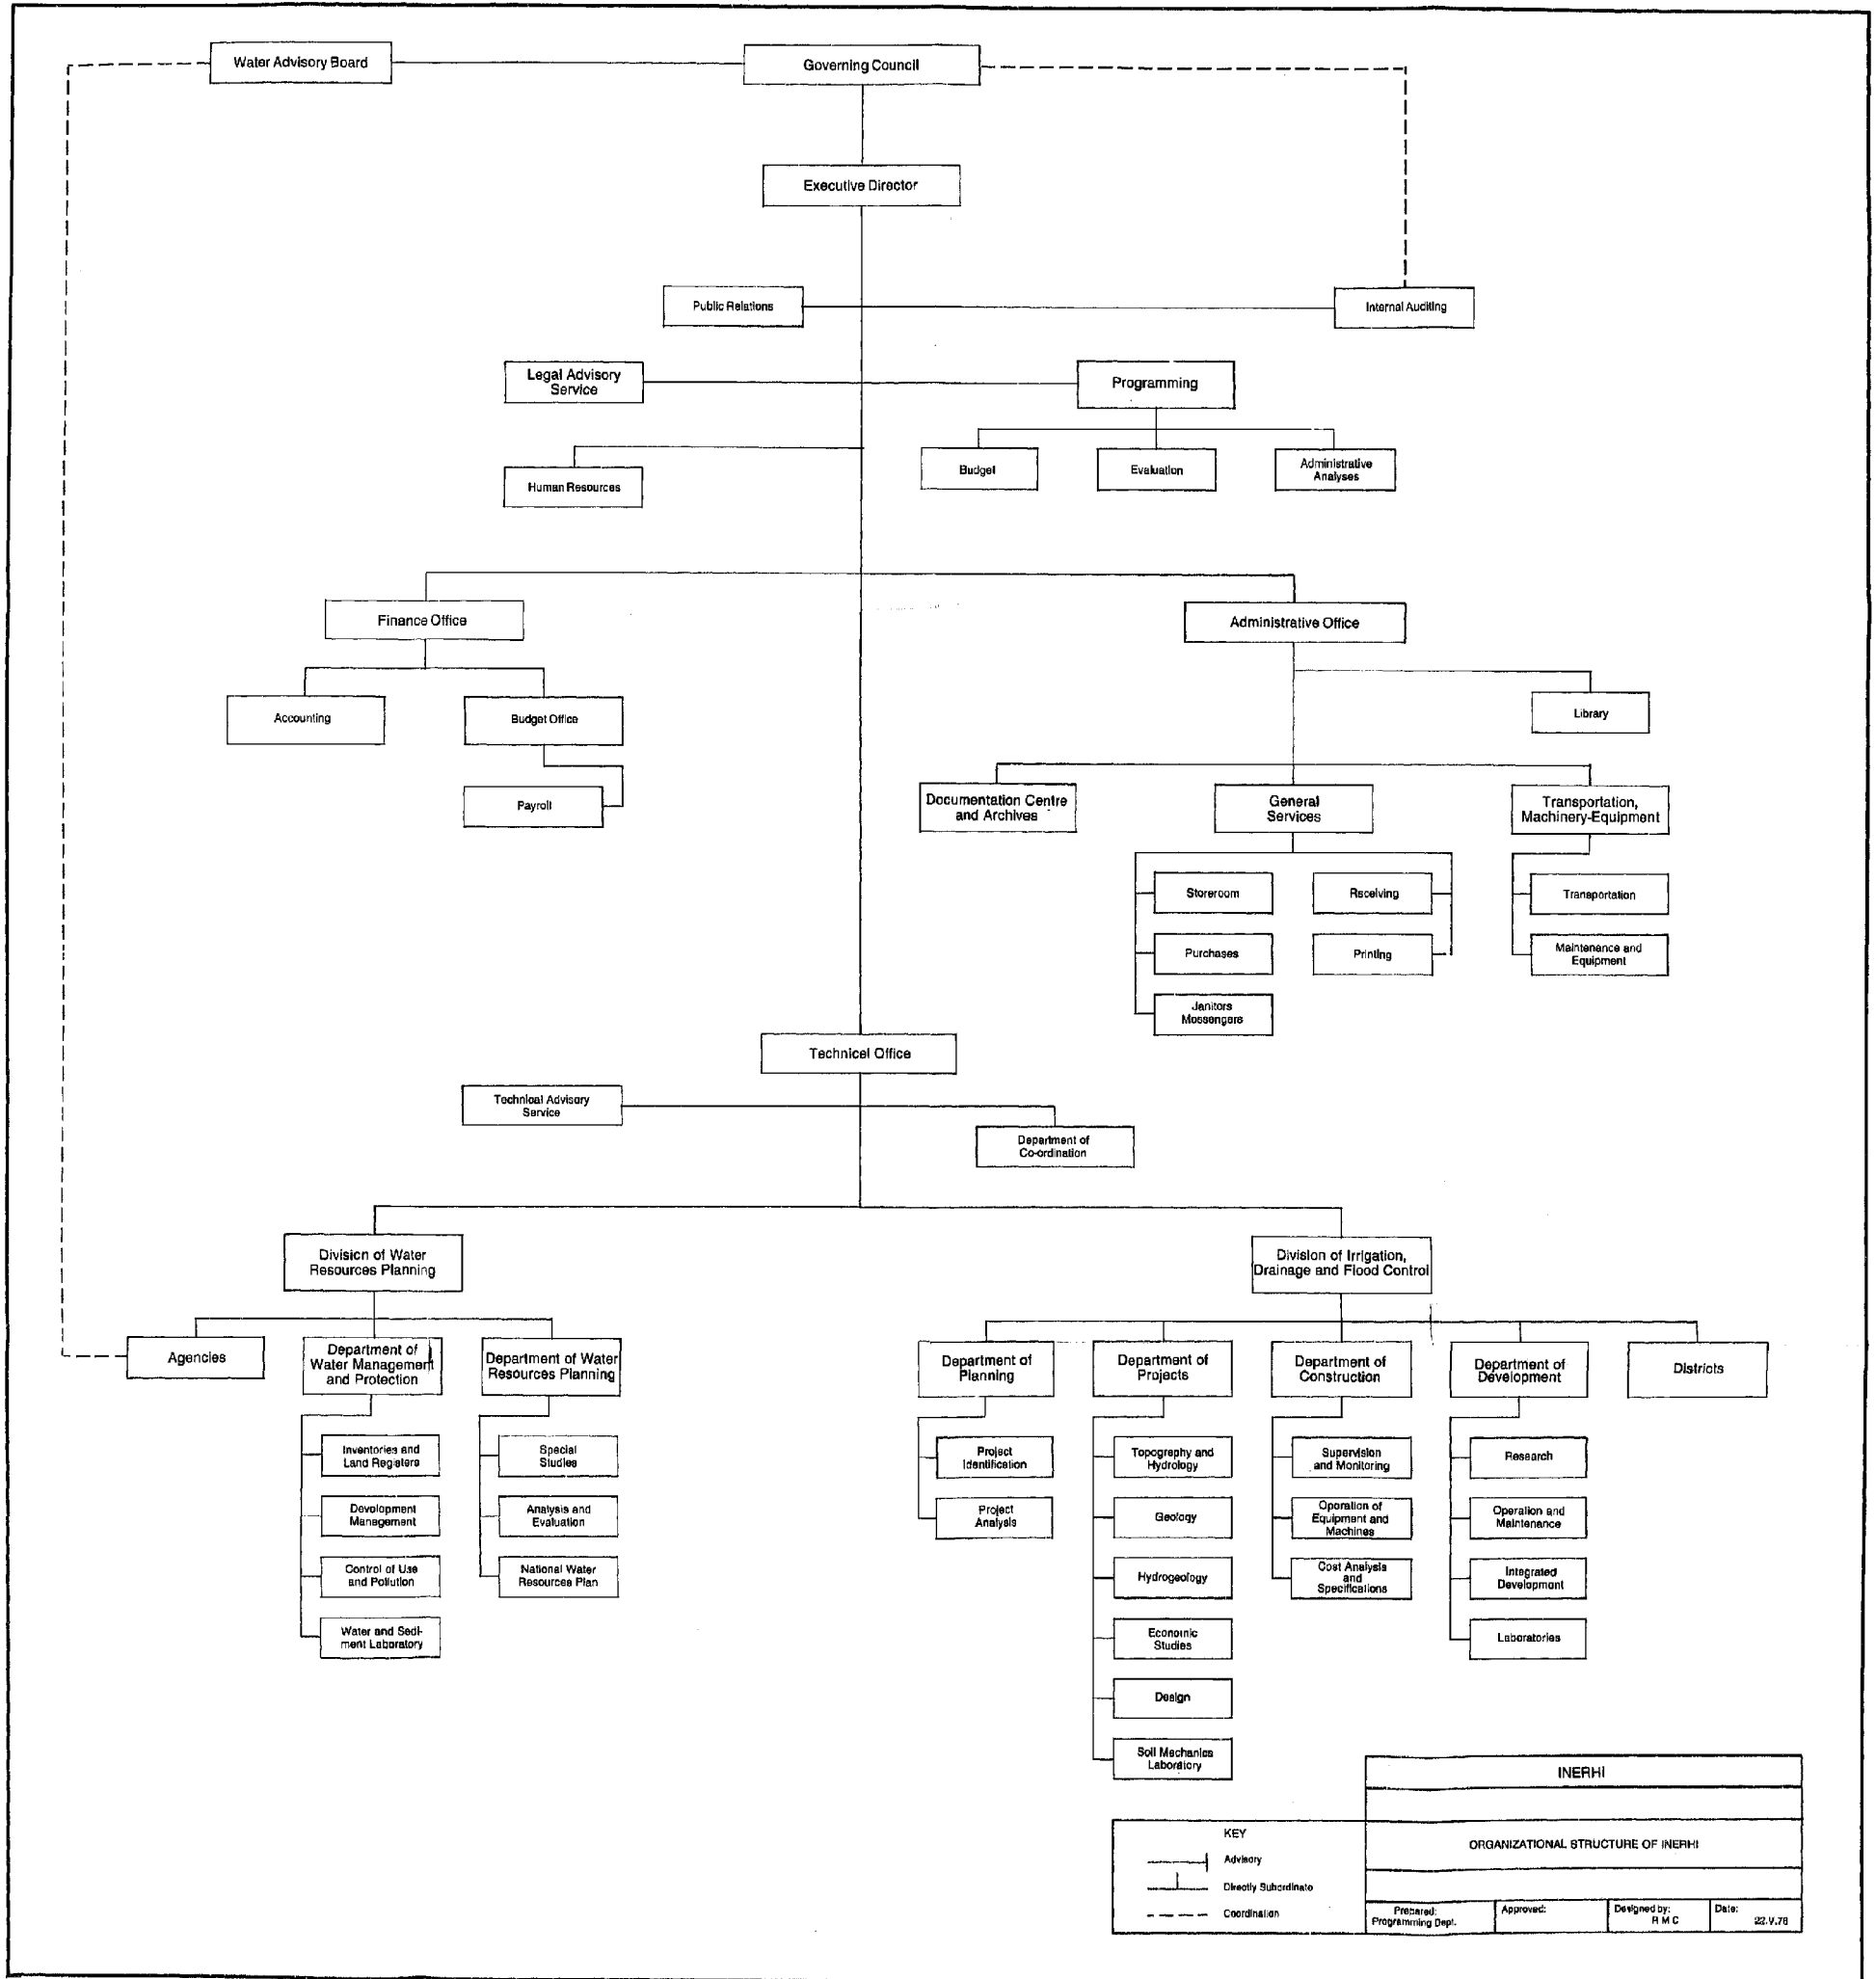 Water Advisory Board
Governing Council
Executive Director
Public Relations
Internal Auditing
Legal Advisory
Service
Programming
Human Resources
Budget
Evaluation
Administrative
Analyses
Finance Office
Administrative Office
Accounting
Budget Office
Library
Payroll
Documentation Centre
and Archives
General
Services
Transportation,
Machinery-Equipment
Storeroom
Rscelving
Transportation
Purchases
Printing
Maintenance and
Equipment
Janitors
Mossengers
Technicel Office
Technical Advisory
Service
Department of
Co-ordination
Division of Water
Resources Planning
Division of Irrigation,
Drainage and Flood Control
Agencies
Department of
Water Management
and Protection
Department of Water
Resources Planning
Department of
Planning
Department of
Projects
Department of
Construction
Department of
Development
Districts
Inventories and
Land Registers
Special
Studies
Project
Identification
Topography and
Hydrology
Supervision
and Monitoring
Research
Development
Management
Analysis and
Evaluation
Project
Analysis
Geology
Oporation of
Equipment and
Machines
Operation and
Maintenance
Control of Use
and Pollution
National Water
Resources Plan
Hydrogeology
Cost Analysis
and
Specifications
Integrated
Development
Water and Sedi-
ment Laboratory
Economic
Studies
Laboratories
Design
Soil Mechanics
Laboratory
INERHI
ORGANIZATIONAL STRUCTURE OF INERHI
KEY
Advisory
Directly Subordinato
Coordination
Prepared:
Programming Dept.
Approved:
Designed by:
R M C
Date:
22.V.78